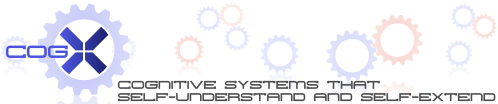 COGX
COGNITIVE SYSTEMS THAT
SELF-UNDERSTAND AND SELF-EXTEND